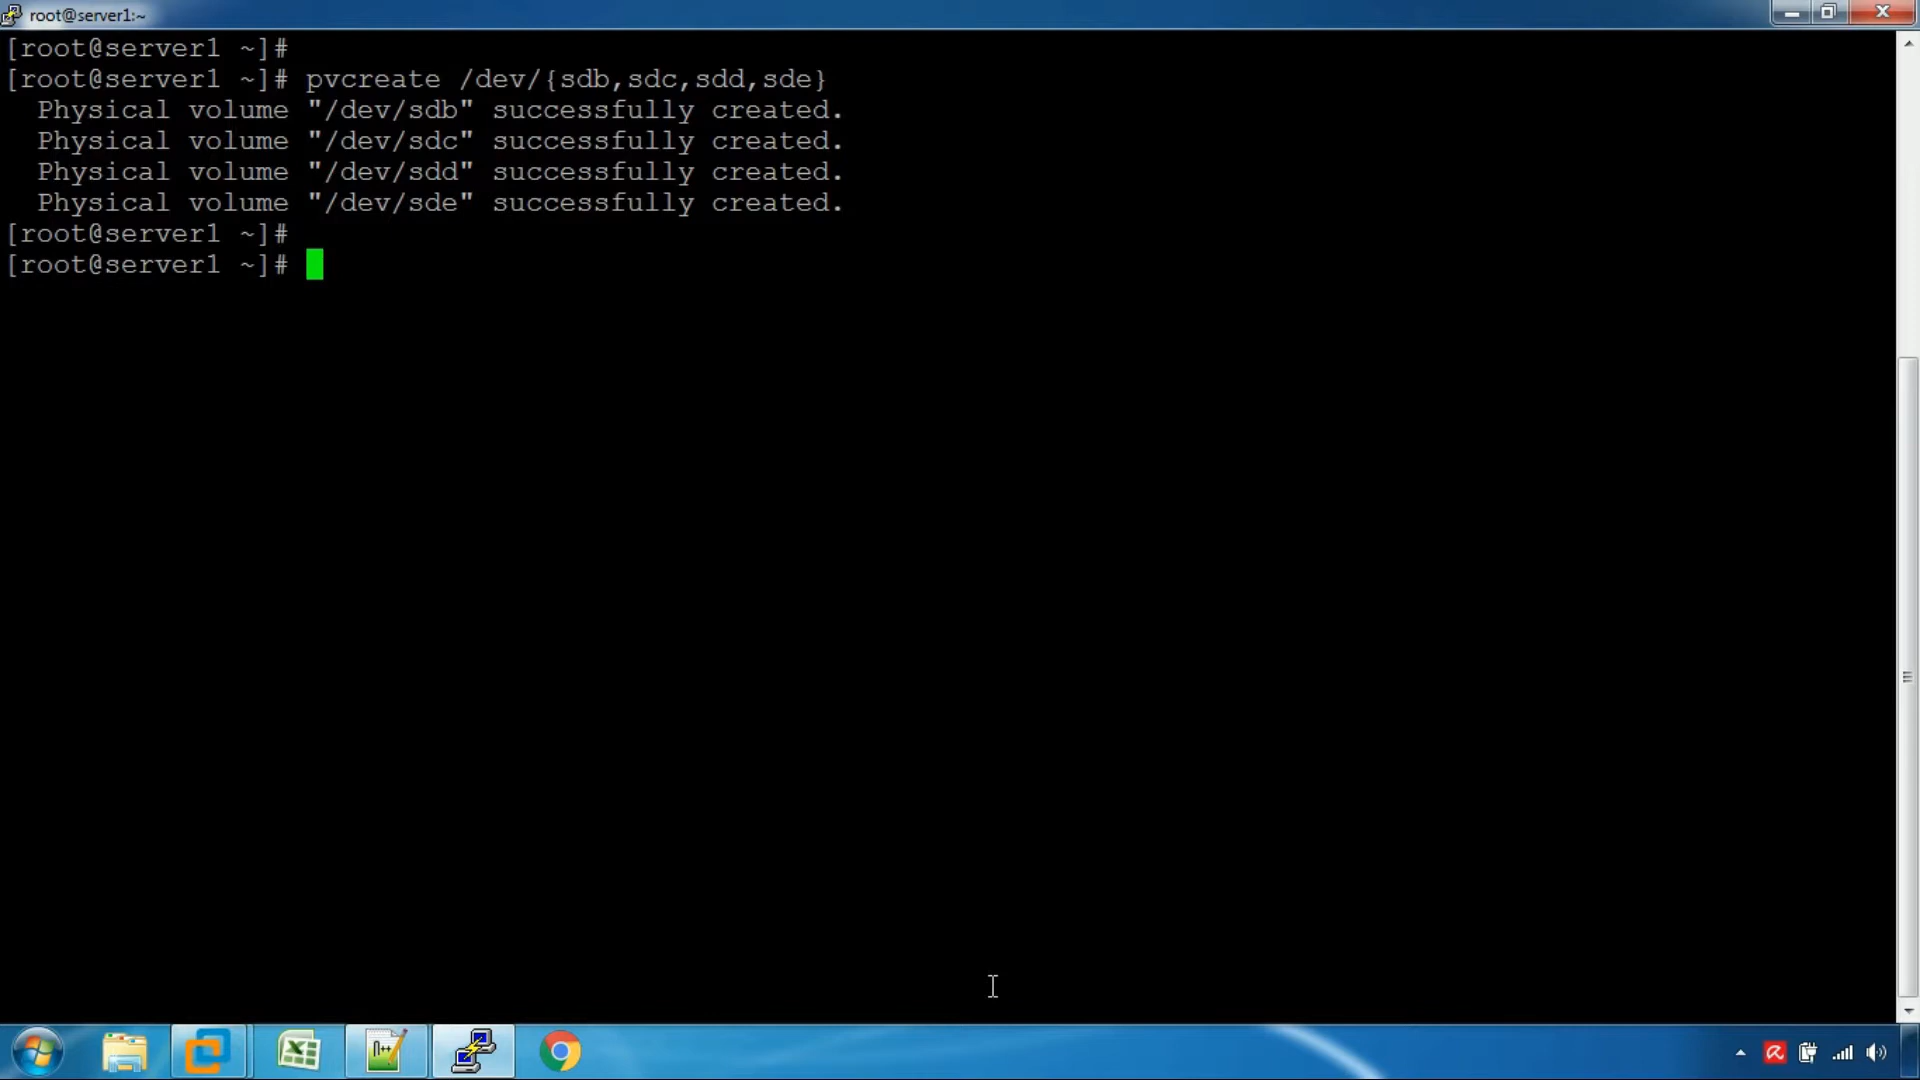 root@server1:~
[root@server1 ~]#
[root@server1 ~]# pvcreate /dev/{sdb,sdc,sdd,sde}
  Physical volume "/dev/sdb" successfully created.
  Physical volume "/dev/sdc" successfully created.
  Physical volume "/dev/sdd" successfully created.
  Physical volume "/dev/sde" successfully created.
[root@server1 ~]#
[root@server1 ~]#